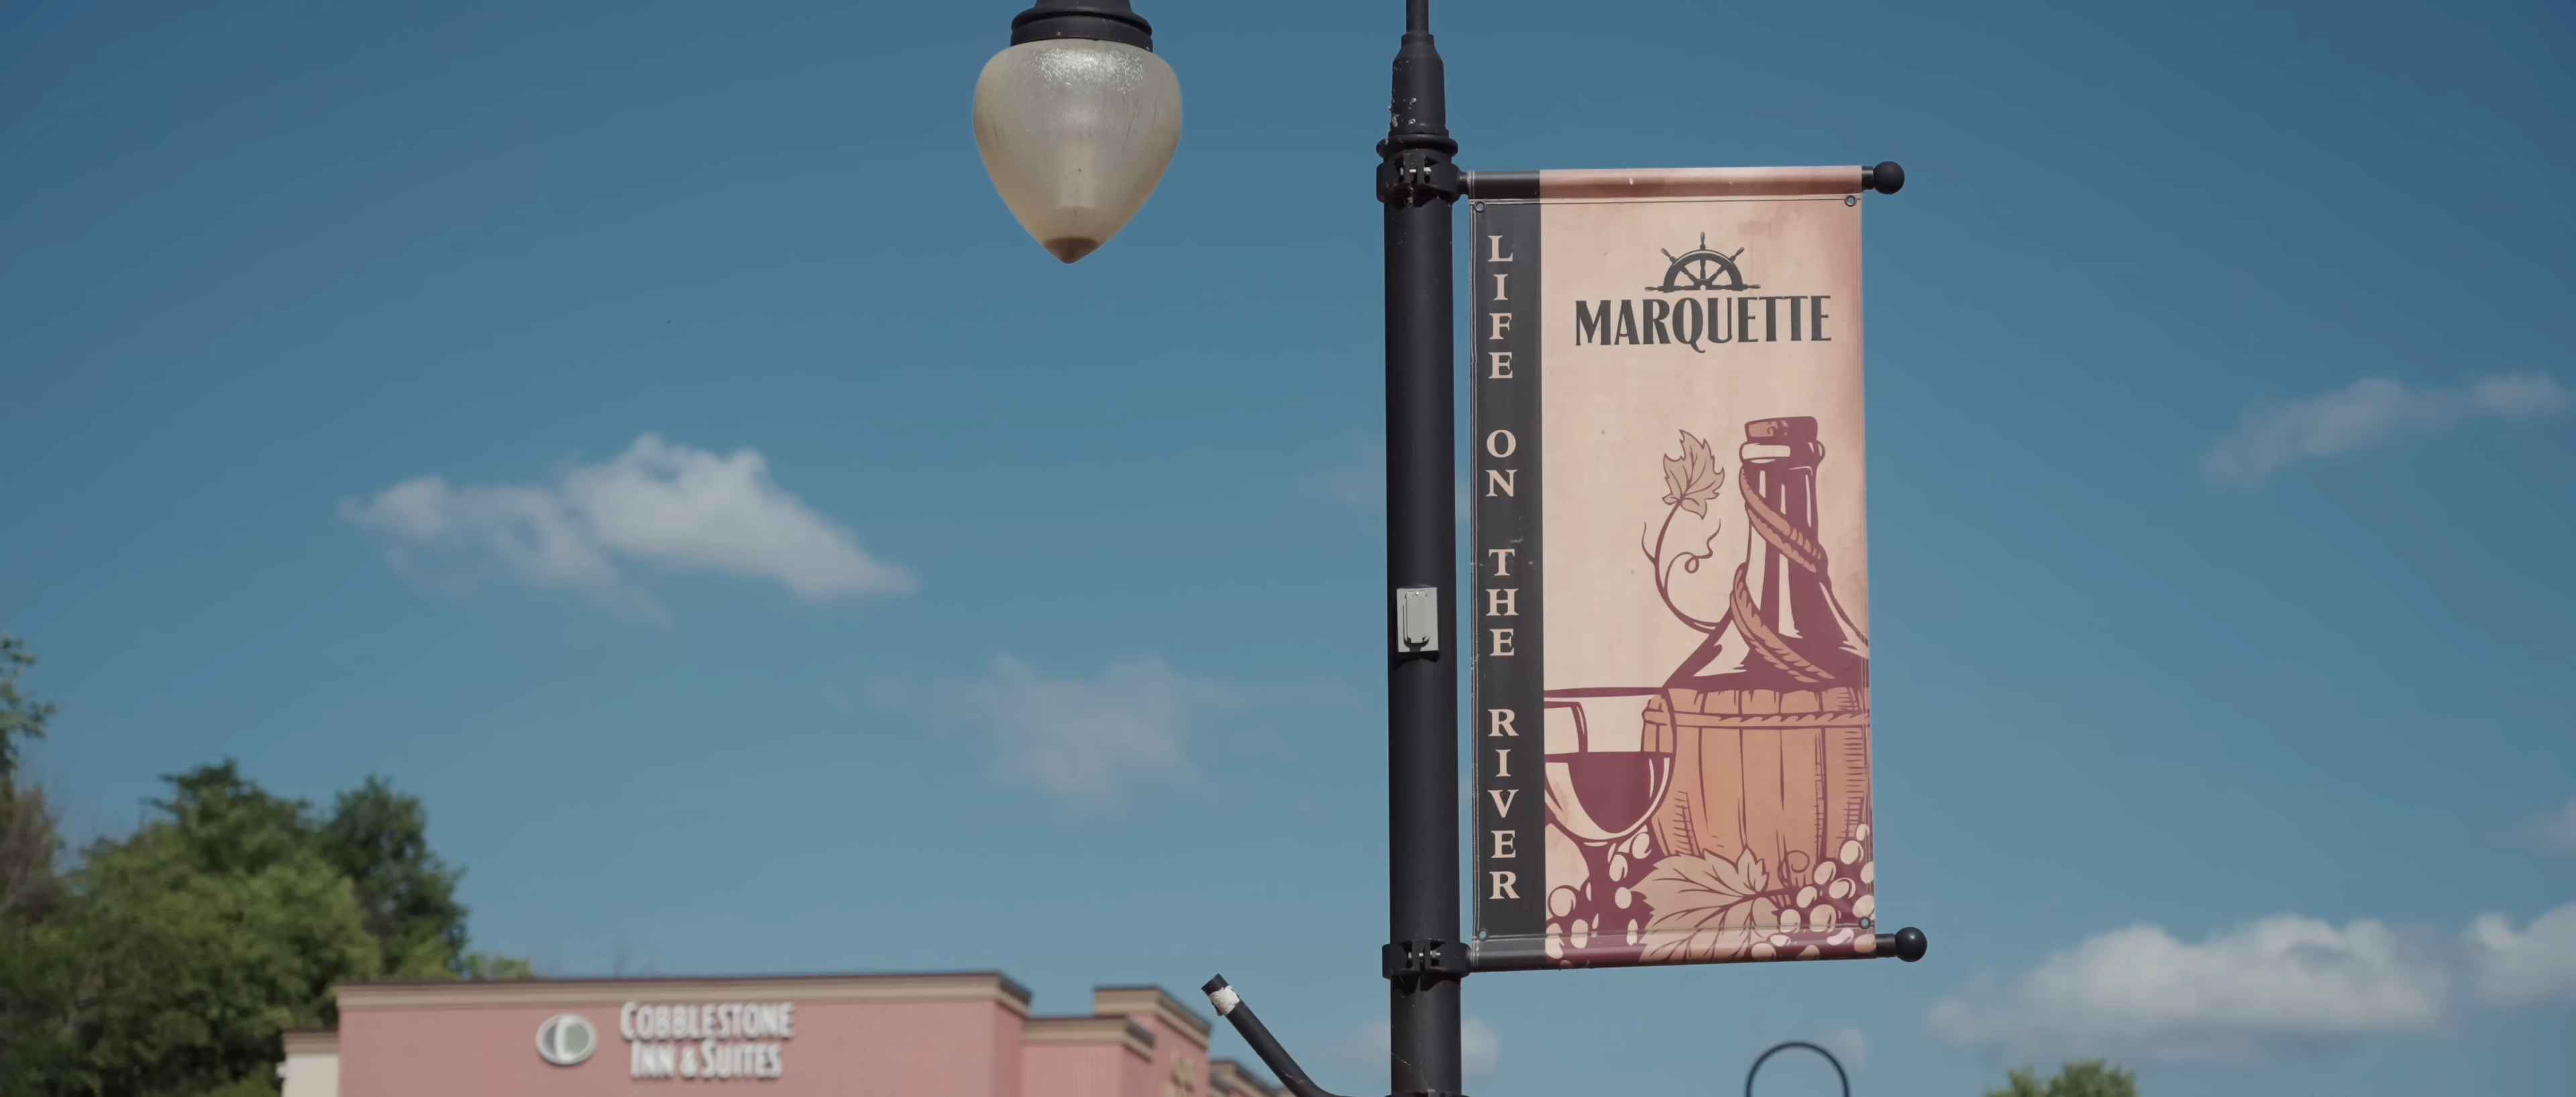 MARQUETTE
LIFE ON THE RIVER
COBBLESTONE
INN & SUITES